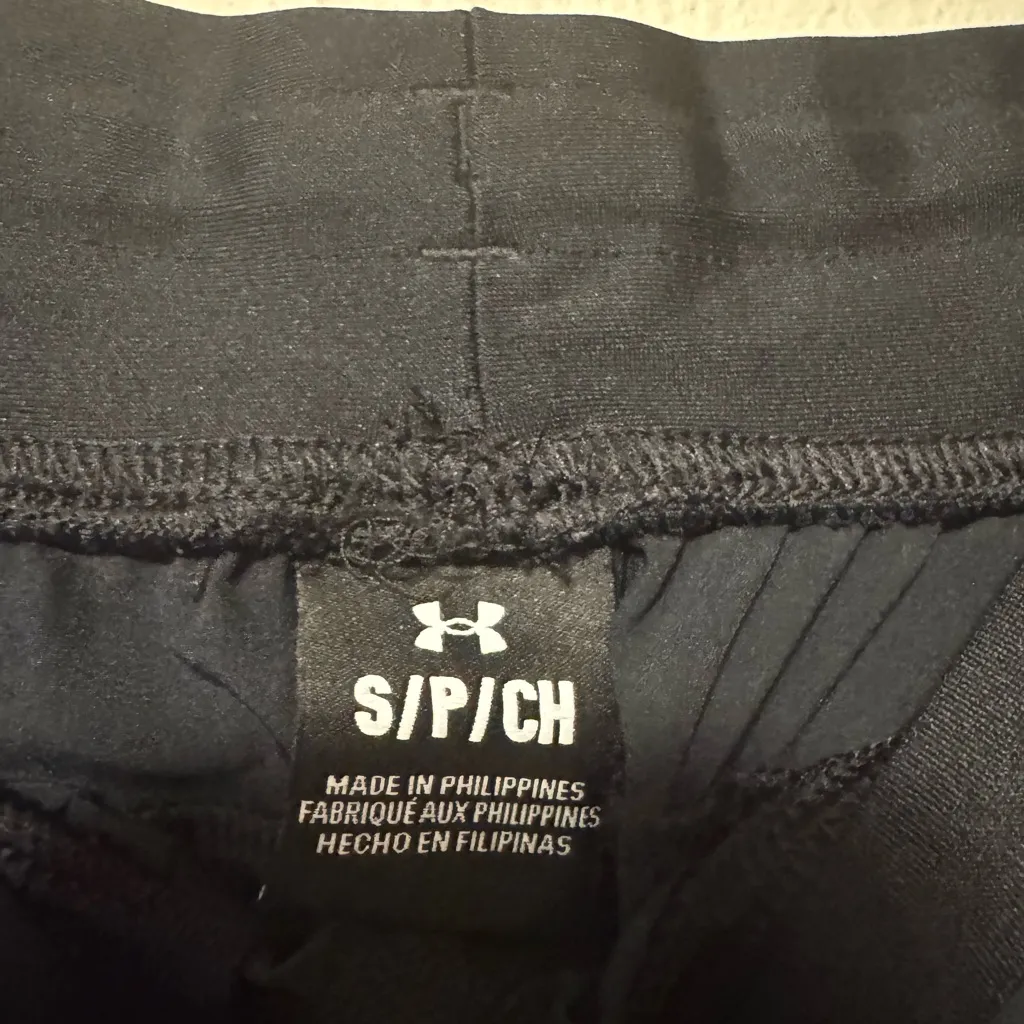 S/P/CH
MADE IN PHILIPPINES
FABRIQUÉ AUX PHILIPPINES
HECHO EN FILIPINAS